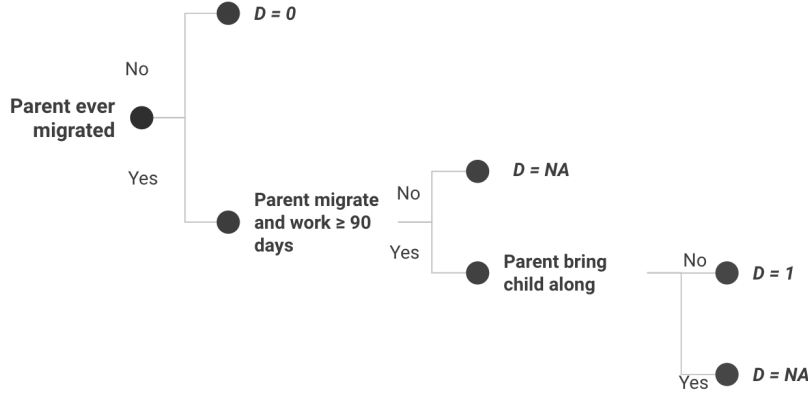 D = 0
No
Parent ever
migrated
Yes
Parent migrate
and work ≥ 90
days
No
D = NA
Yes
Parent bring
child along
No
D = 1
Yes
D = NA